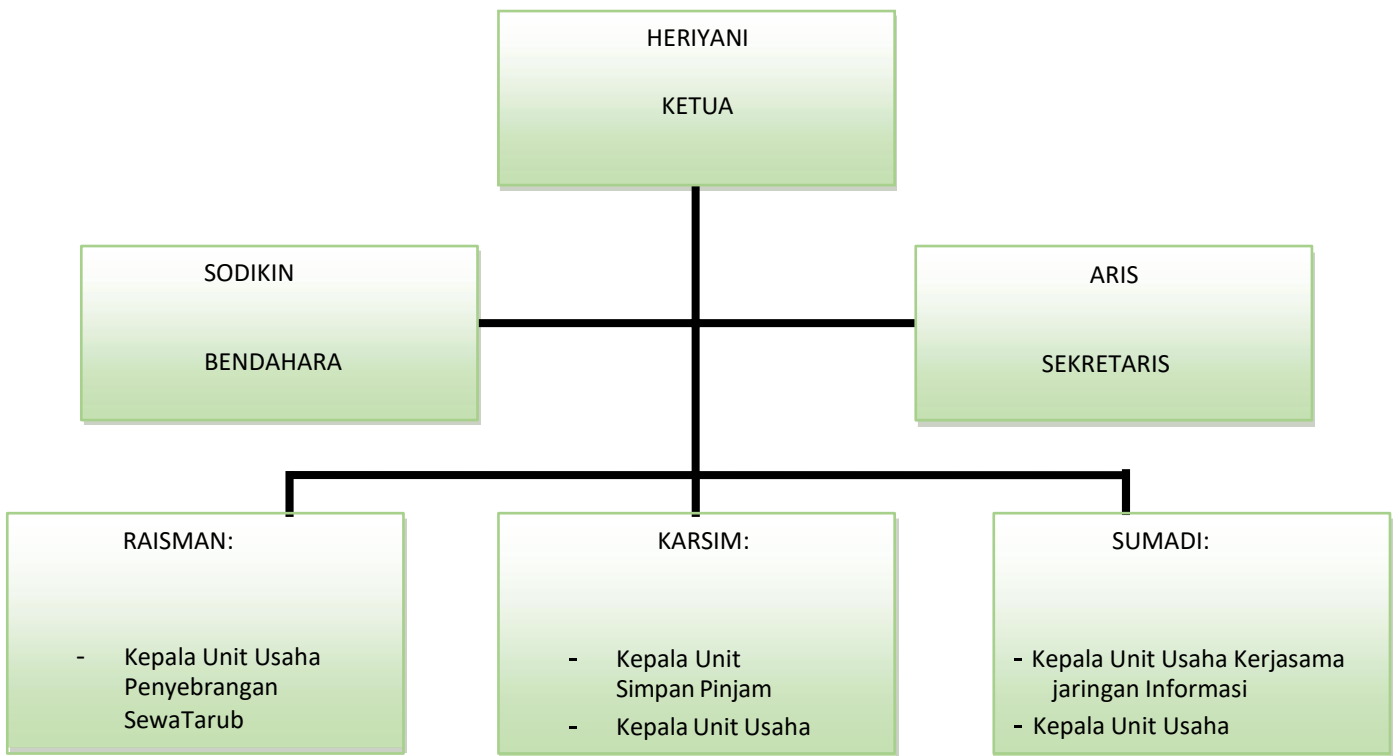 HERIYANI
KETUA
SODIKIN
BENDAHARA
ARIS
SEKRETARIS
RAISMAN:
- Kepala Unit Usaha
Penyebrangan
SewaTarub
KARSIM:
- Kepala Unit
Simpan Pinjam
- Kepala Unit Usaha
SUMADI:
- Kepala Unit Usaha Kerjasama
jaringan Informasi
- Kepala Unit Usaha